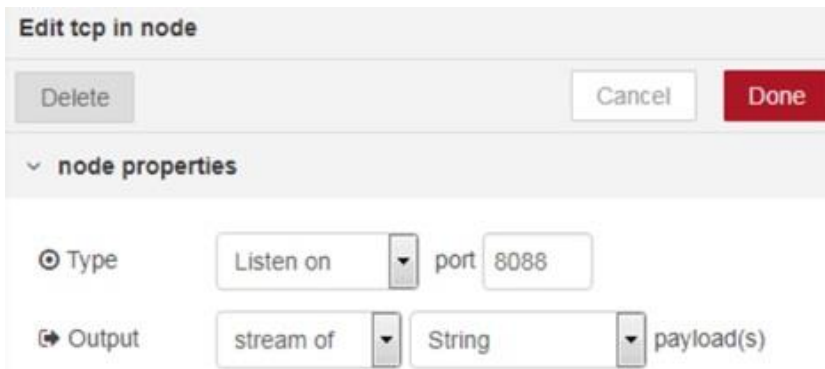 Edit tcp in node
Delete Cancel Done
node properties
Type Listen on port 8088
Output stream of String payload(s)